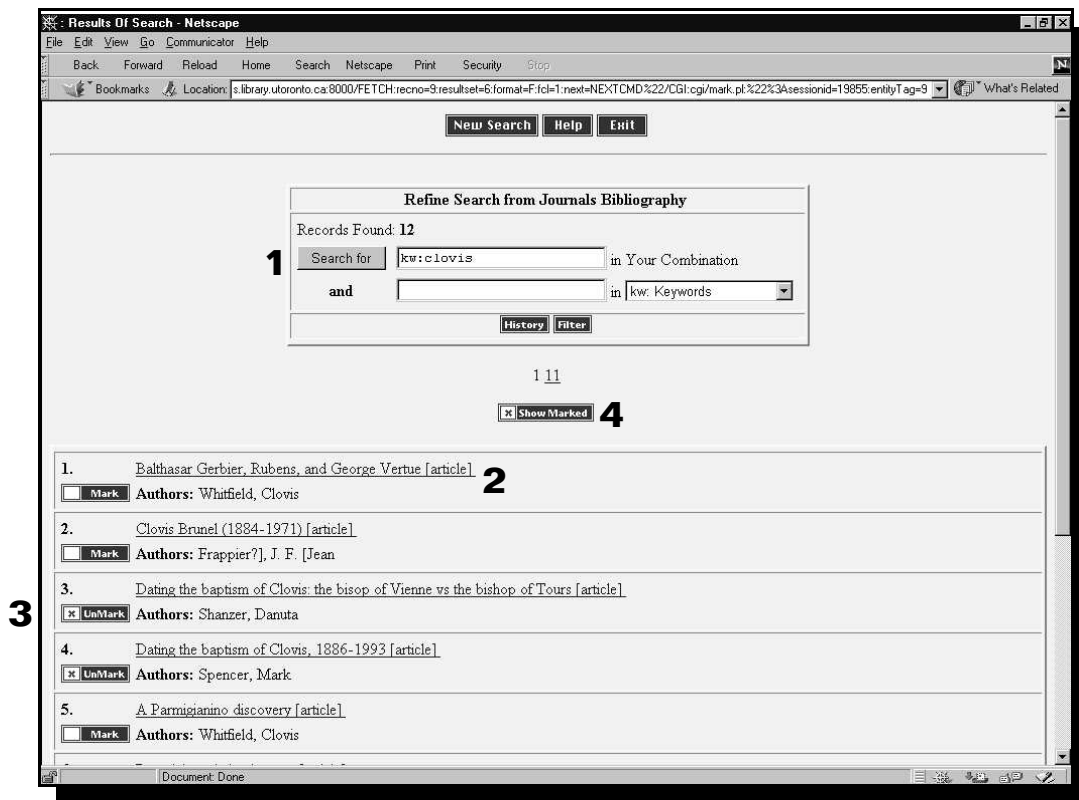 : Results Of Search - Netscape
File Edit View Go Communicator Help
Back Forward Reload Home Search Netscape Print Security Stop
N
Bookmarks Location: s.library.utoronto.ca:8000/FETCH:recno=9:resultset=6:format=F:fcl=1:next=NEXTCMD%22/CGI:cgi/mark.pl:%22%3Asessionid=19855:entityTag=9 What's Related
New Search Help Exit
Refine Search from Journals Bibliography
Records Found: 12
1 Search for kw:clovis in Your Combination
and in kw: Keywords
History Filter
1 11
x Show Marked 4
1. Balthasar Gerbier, Rubens, and George Vertue [article] 2
Mark Authors: Whitfield, Clovis
2. Clovis Brunel (1884-1971) [article]
Mark Authors: Frappier?], J. F. [Jean
3. Dating the baptism of Clovis: the bisop of Vienne vs the bishop of Tours [article]
3 x UnMark Authors: Shanzer, Danuta
4. Dating the baptism of Clovis, 1886-1993 [article]
x UnMark Authors: Spencer, Mark
5. A Parmigianino discovery [article]
Mark Authors: Whitfield, Clovis
Document: Done